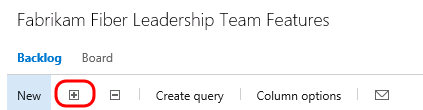 Fabrikam Fiber Leadership Team Features
Backlog Board
New Create query Column options